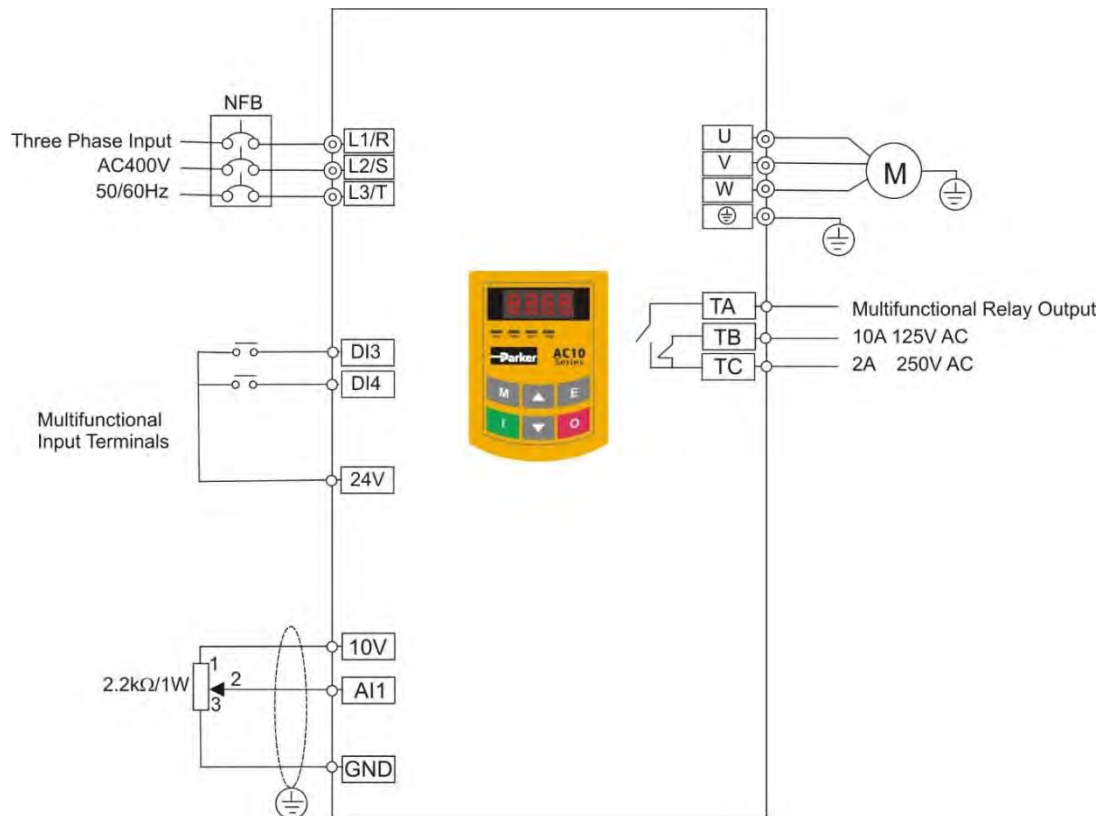 NFB
Three Phase Input
AC400V
50/60Hz
L1/R
L2/S
L3/T
U
V
W
M
DI3
DI4
24V
Multifunctional
Input Terminals
Parker
AC10
Series
M
E
I
O
TA
TB
TC
Multifunctional Relay Output
10A 125V AC
2A 250V AC
10V
AI1
GND
2.2kΩ/1W
1
2
3